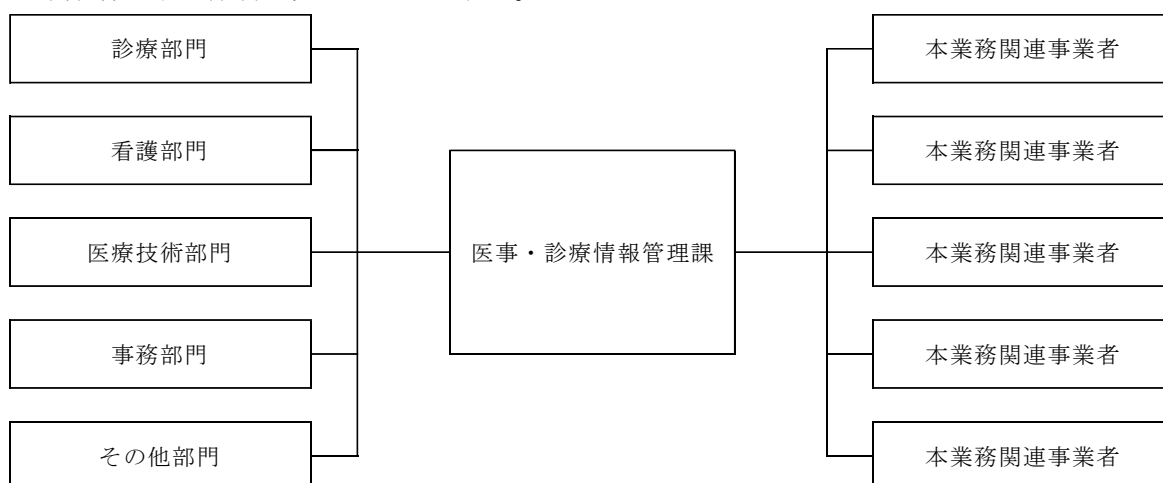 診療部門
看護部門
医療技術部門
事務部門
その他部門
医事・診療情報管理課
本業務関連事業者
本業務関連事業者
本業務関連事業者
本業務関連事業者
本業務関連事業者